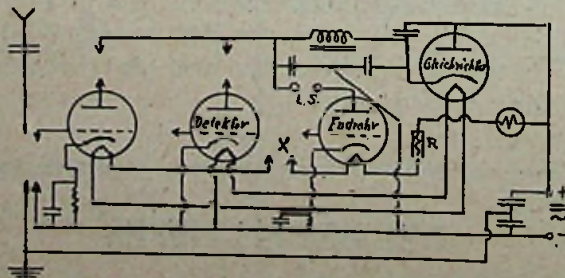 Gleichrichter
L.S.
Detektor
X
Endrohr
R
+
≂
-